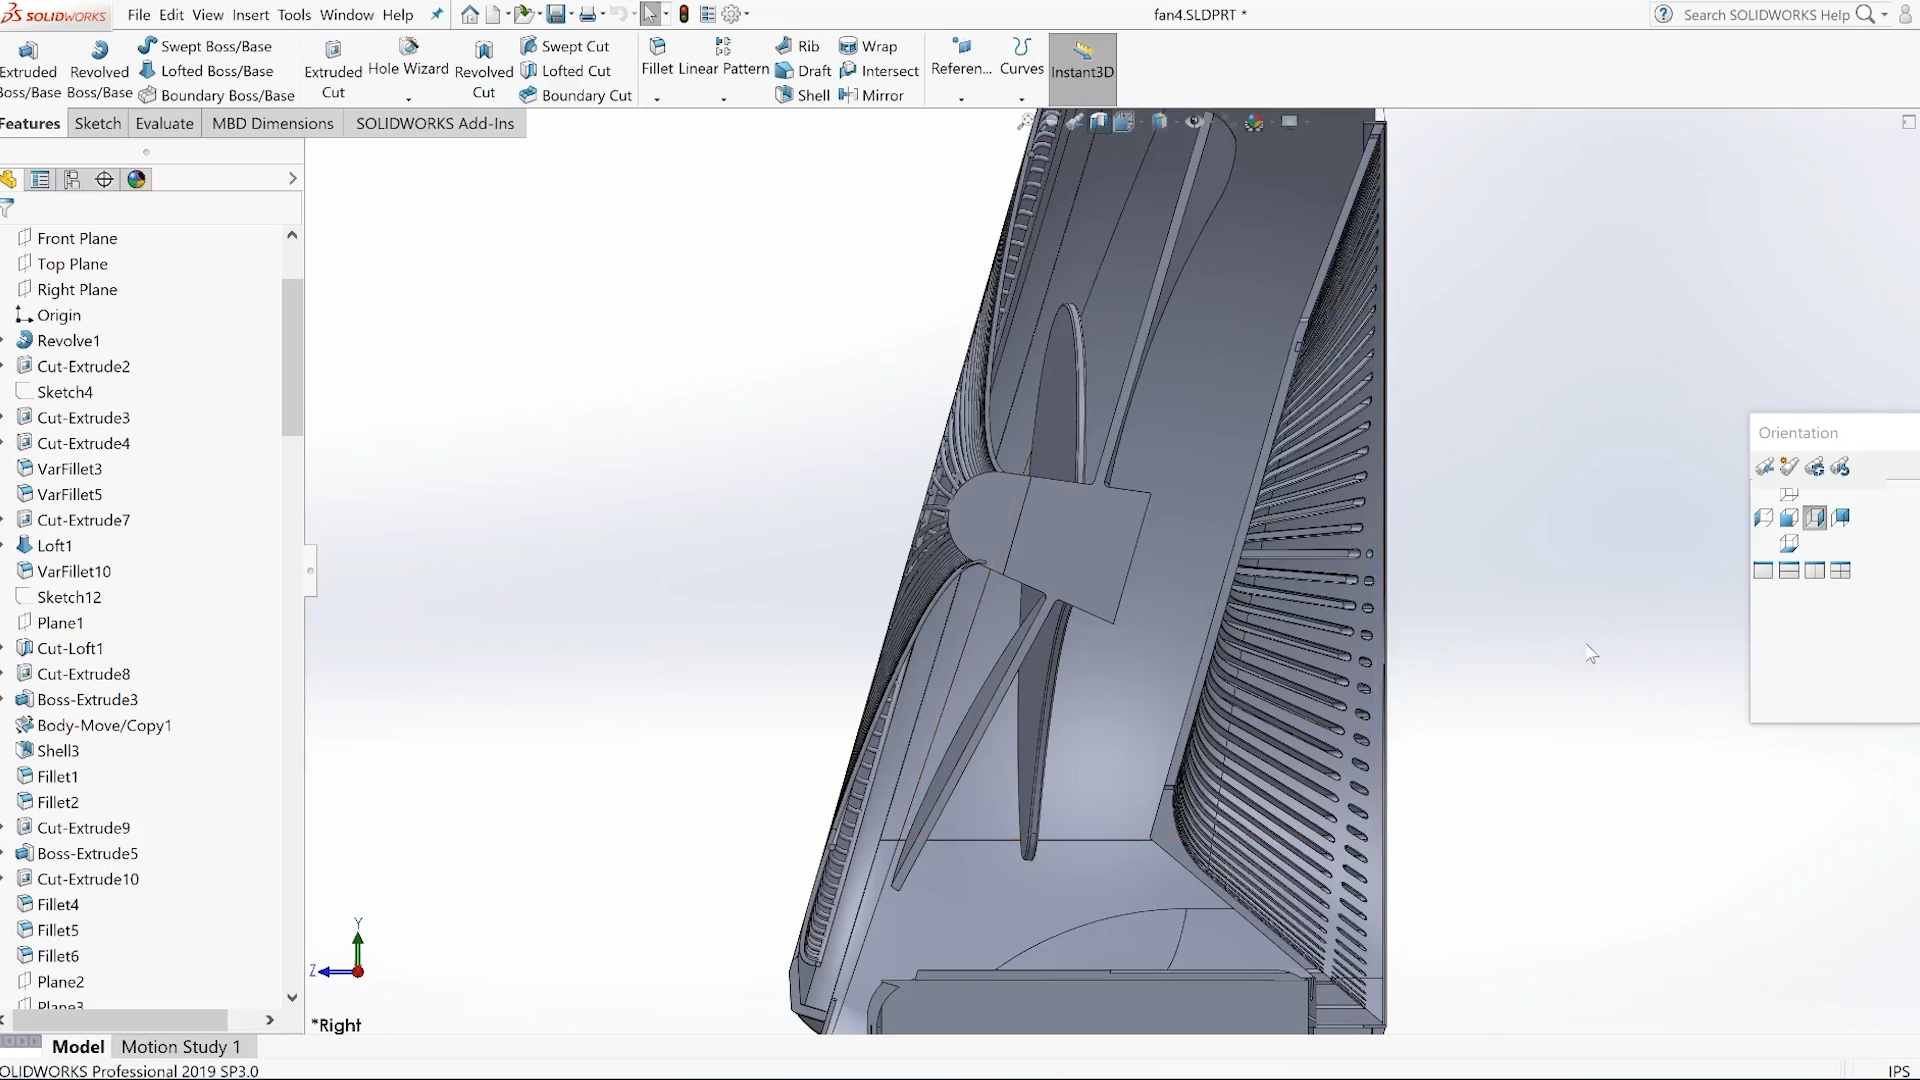 SOLIDWORKS File Edit View Insert Tools Window Help fan4.SLDPRT * Search SOLIDWORKS Help
Extruded Boss/Base
Revolved Boss/Base
Swept Boss/Base
Lofted Boss/Base
Boundary Boss/Base
Extruded Cut
Hole Wizard
Revolved Cut
Swept Cut
Lofted Cut
Boundary Cut
Fillet
Linear Pattern
Rib
Draft
Shell
Wrap
Intersect
Mirror
Referen...
Curves
Instant3D
Features Sketch Evaluate MBD Dimensions SOLIDWORKS Add-Ins
Front Plane
Top Plane
Right Plane
Origin
Revolve1
Cut-Extrude2
Sketch4
Cut-Extrude3
Cut-Extrude4
VarFillet3
VarFillet5
Cut-Extrude7
Loft1
VarFillet10
Sketch12
Plane1
Cut-Loft1
Cut-Extrude8
Boss-Extrude3
Body-Move/Copy1
Shell3
Fillet1
Fillet2
Cut-Extrude9
Boss-Extrude5
Cut-Extrude10
Fillet4
Fillet5
Fillet6
Plane2
Plane3
Orientation
Y
Z
*Right
Model Motion Study 1
OLIDWORKS Professional 2019 SP3.0
IPS